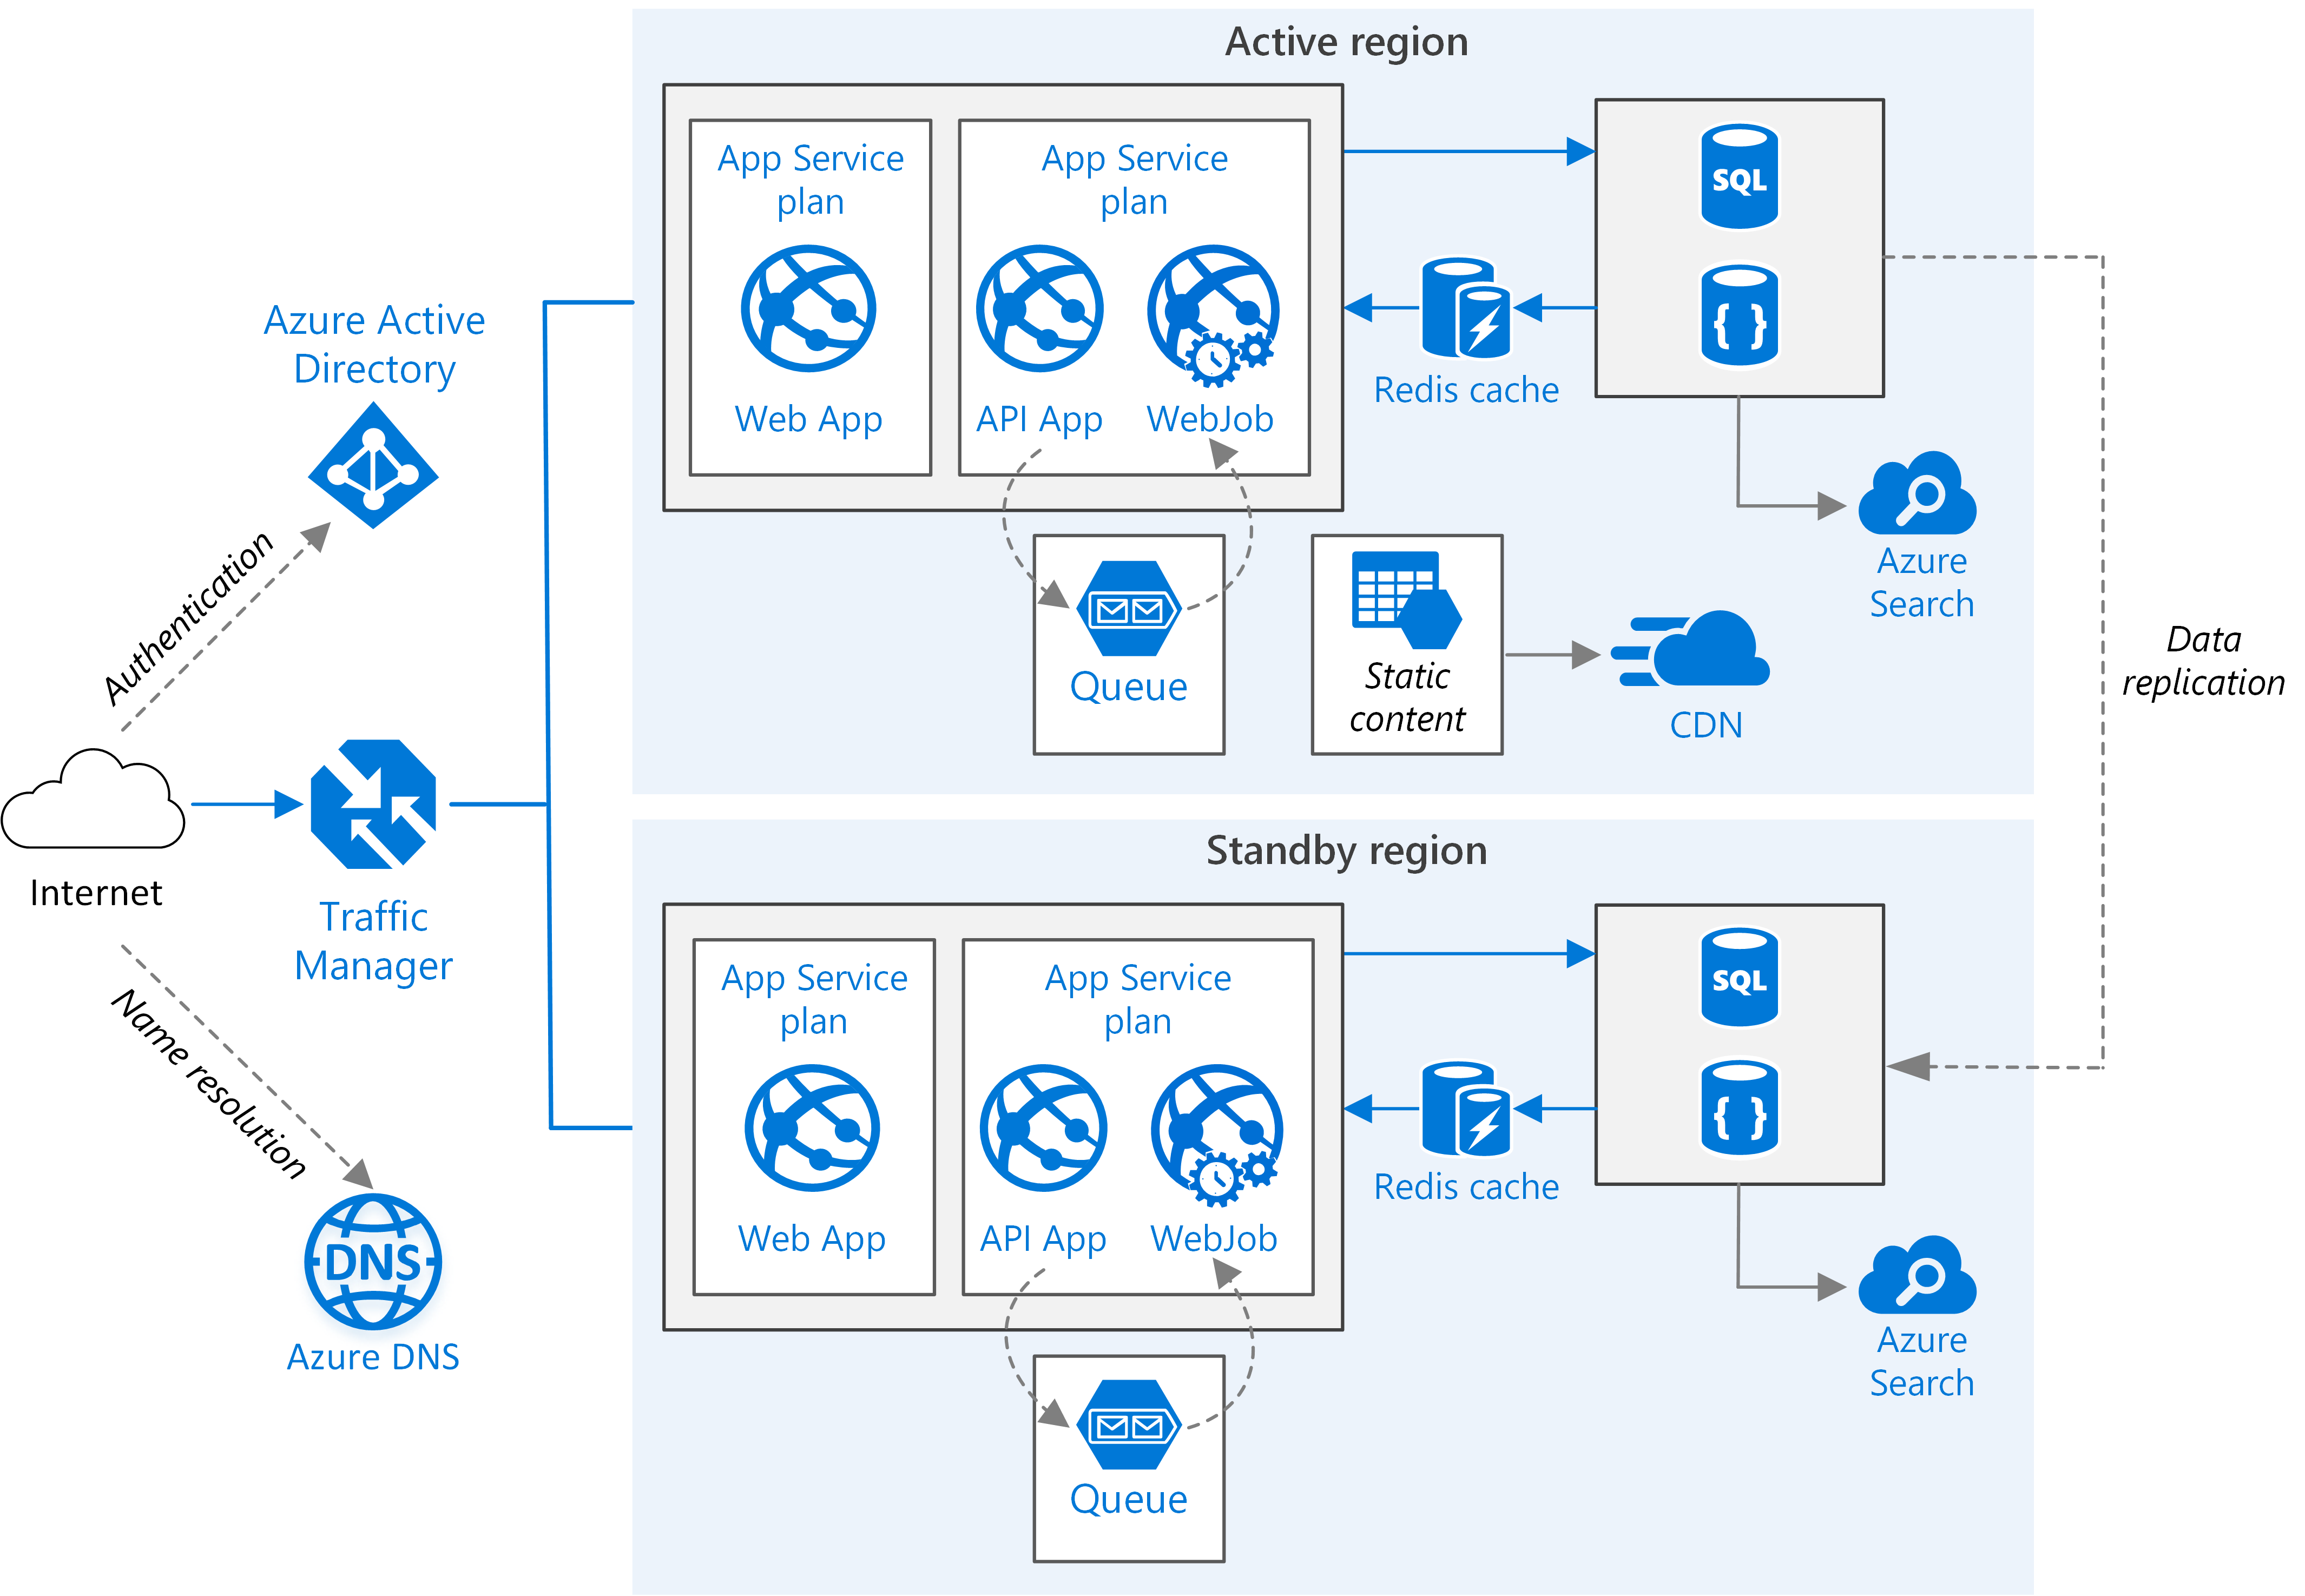 Active region
App Service
plan
Web App
App Service
plan
API App
WebJob
SQL
{ }
Redis cache
Azure
Search
Queue
Static
content
CDN
Data
replication
Azure Active
Directory
Authentication
Internet
Traffic
Manager
Name resolution
DNS
Azure DNS
Standby region
App Service
plan
Web App
App Service
plan
API App
WebJob
SQL
{ }
Redis cache
Azure
Search
Queue